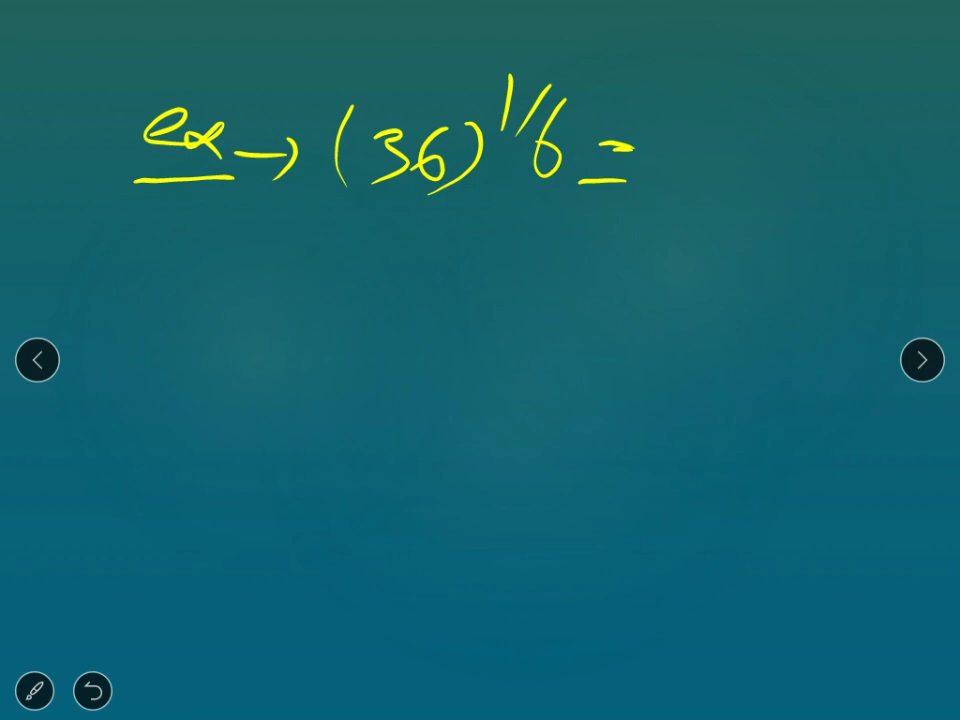 ex → (36)^1/6 =